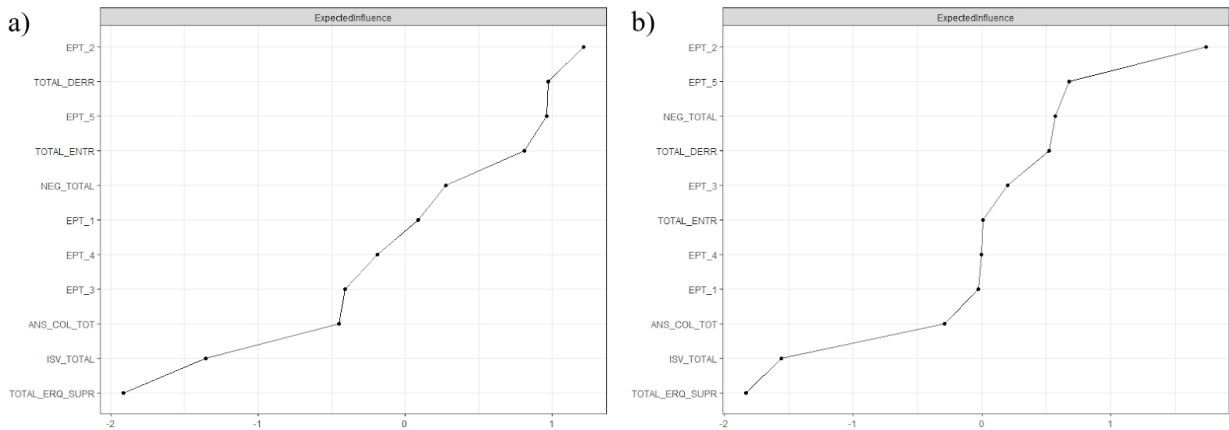 a)
ExpectedInfluence
EPT_2
TOTAL_DERR
EPT_5
TOTAL_ENTR
NEG_TOTAL
EPT_1
EPT_4
EPT_3
ANS_COL_TOT
ISV_TOTAL
TOTAL_ERQ_SUPR
-2 -1 0 1
b)
ExpectedInfluence
EPT_2
EPT_5
NEG_TOTAL
TOTAL_DERR
EPT_3
TOTAL_ENTR
EPT_4
EPT_1
ANS_COL_TOT
ISV_TOTAL
TOTAL_ERQ_SUPR
-2 -1 0 1